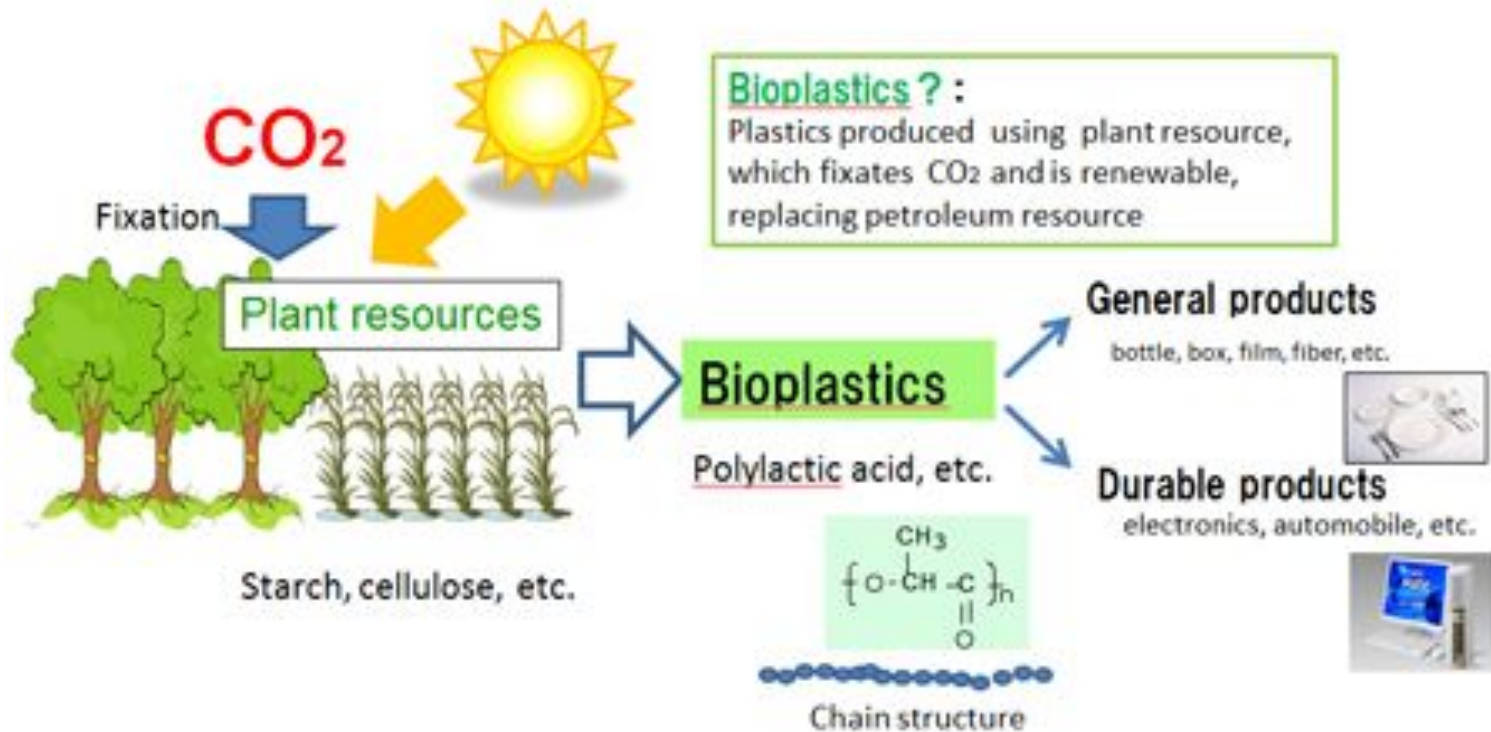 CO2
Fixation
Plant resources
Starch, cellulose, etc.
Bioplastics ? :
Plastics produced using plant resource,
which fixates CO2 and is renewable,
replacing petroleum resource
Bioplastics
Polylactic acid, etc.
CH3
{ O - CH - C }n
O
Chain structure
General products
bottle, box, film, fiber, etc.
Durable products
electronics, automobile, etc.